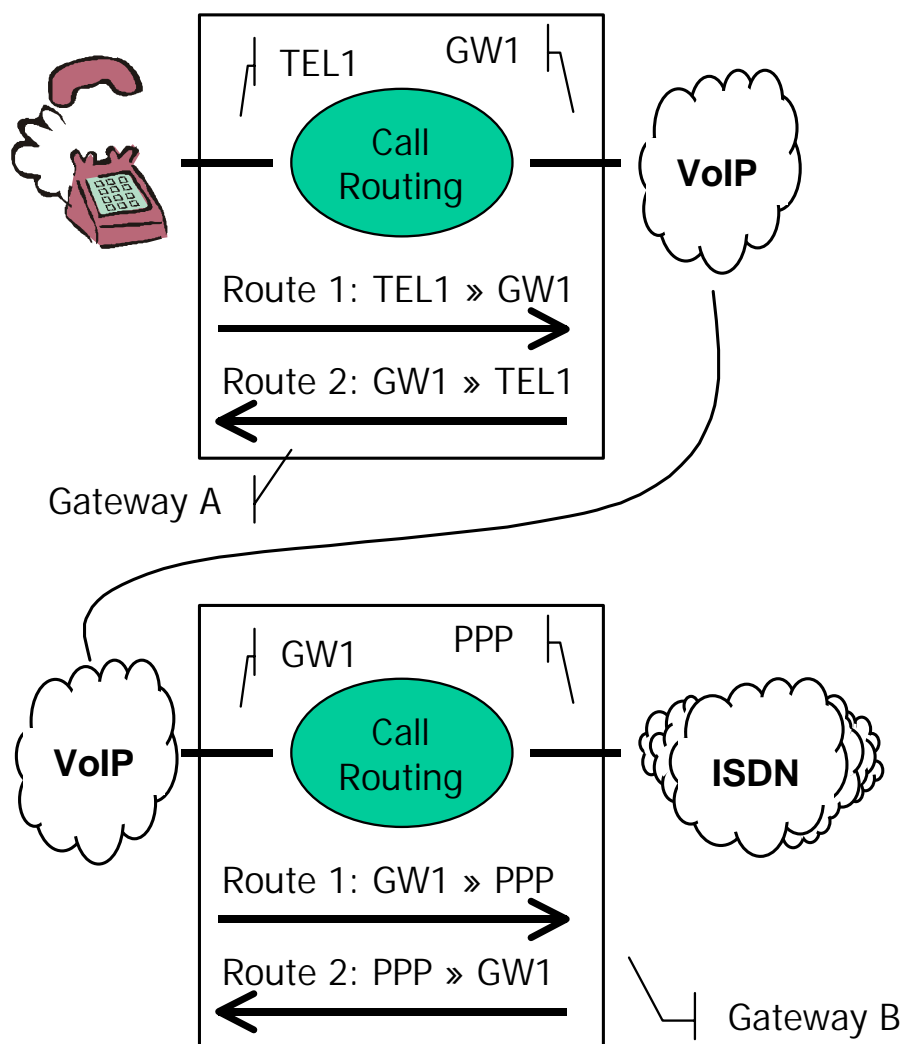 TEL1
GW1
Call
Routing
VoIP
Route 1: TEL1 » GW1
Route 2: GW1 » TEL1
Gateway A
GW1
PPP
VoIP
Call
Routing
ISDN
Route 1: GW1 » PPP
Route 2: PPP » GW1
Gateway B